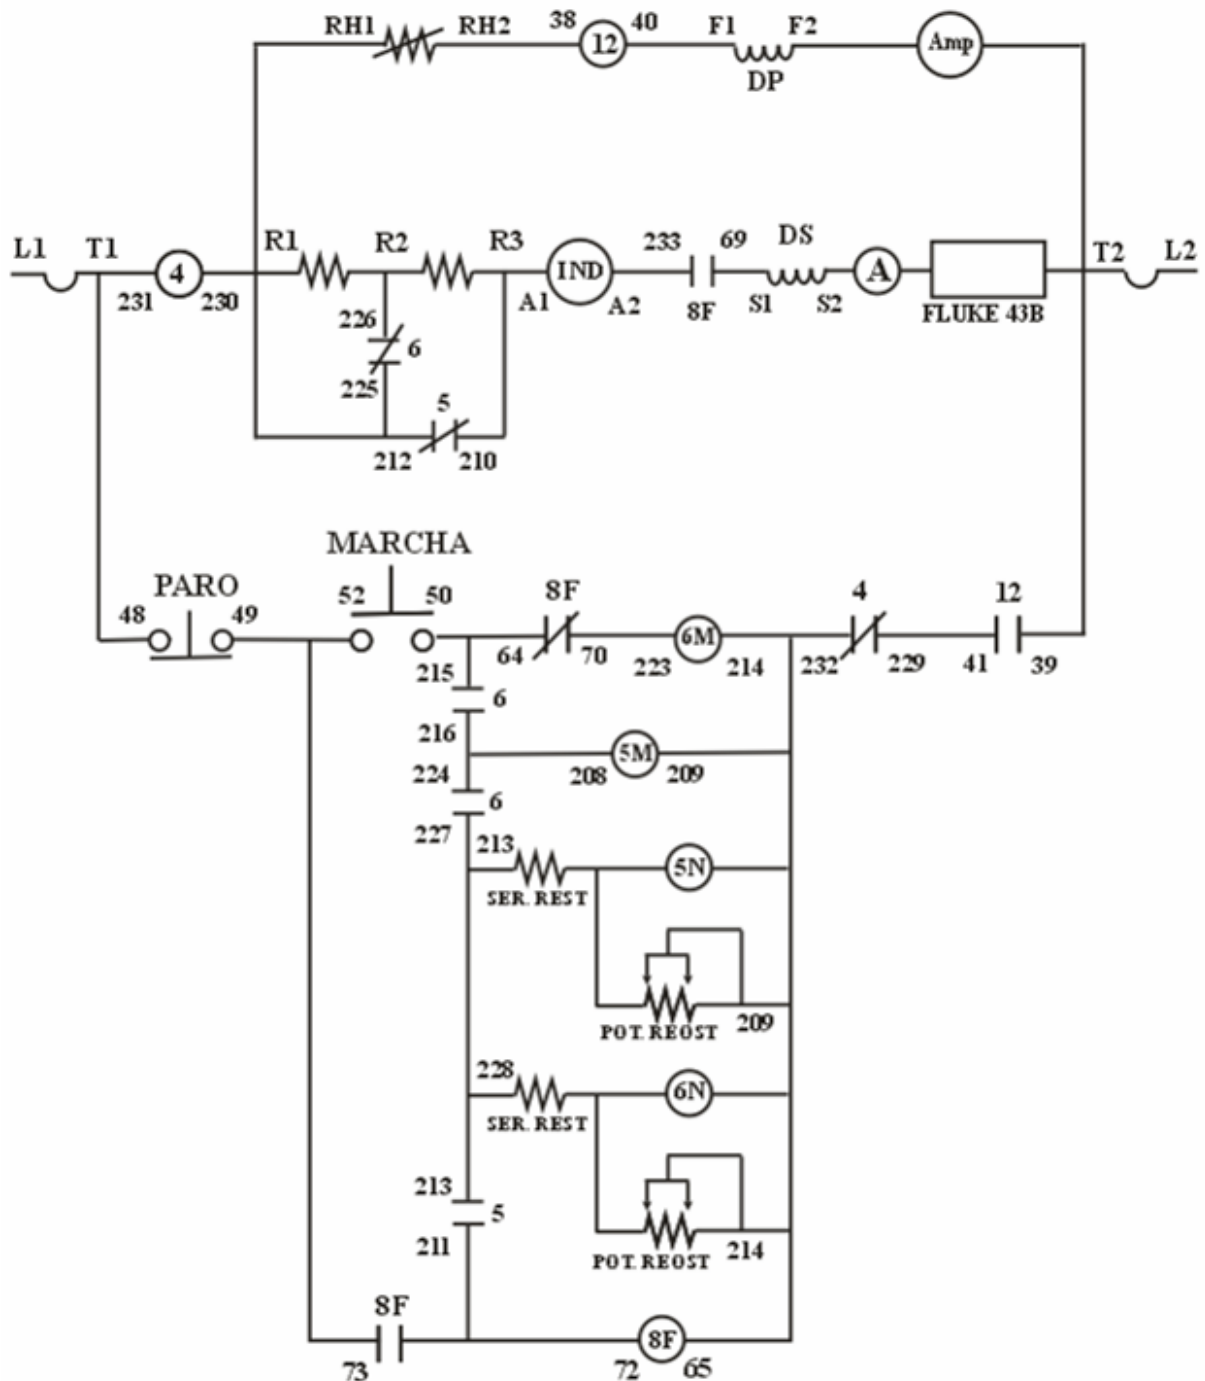 RH1 RH2 38 12 40 F1 F2 Amp
DP
L1 T1 4 R1 R2 R3 IND 233 69 DS A T2 L2
231 230 A1 A2 8F S1 S2 FLUKE 43B
226
6
225
5
212 210
MARCHA
PARO 52 50 8F 4 12
48 49
64 70 6M 223 214 232 229 41 39
215
6
216
5M
208 209
224
6
227
213 5N
SER. REST
209
POT. REOST
228 6N
SER. REST
213
5
211
214
POT. REOST
8F
8F
73 72 65